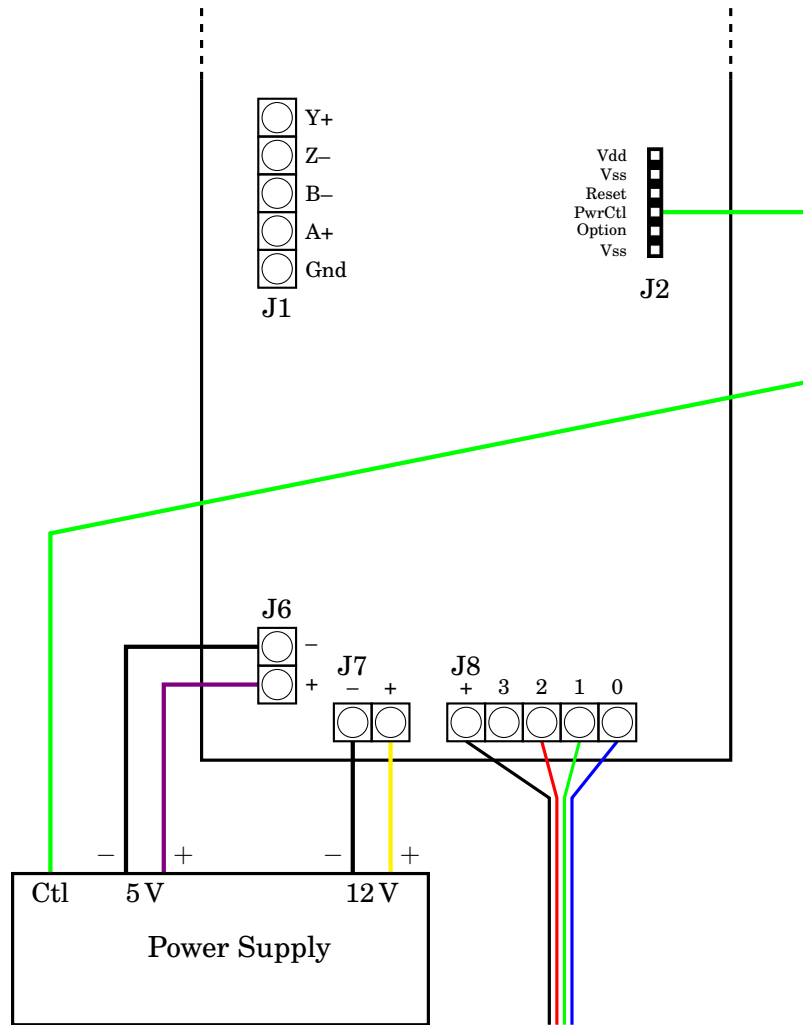 Y+
Z–
B–
A+
Gnd
J1
Vdd
Vss
Reset
PwrCtl
Option
Vss
J2
J6
–
+
J7
– +
J8
+ 3 2 1 0
– +
– +
Ctl 5 V 12 V
Power Supply